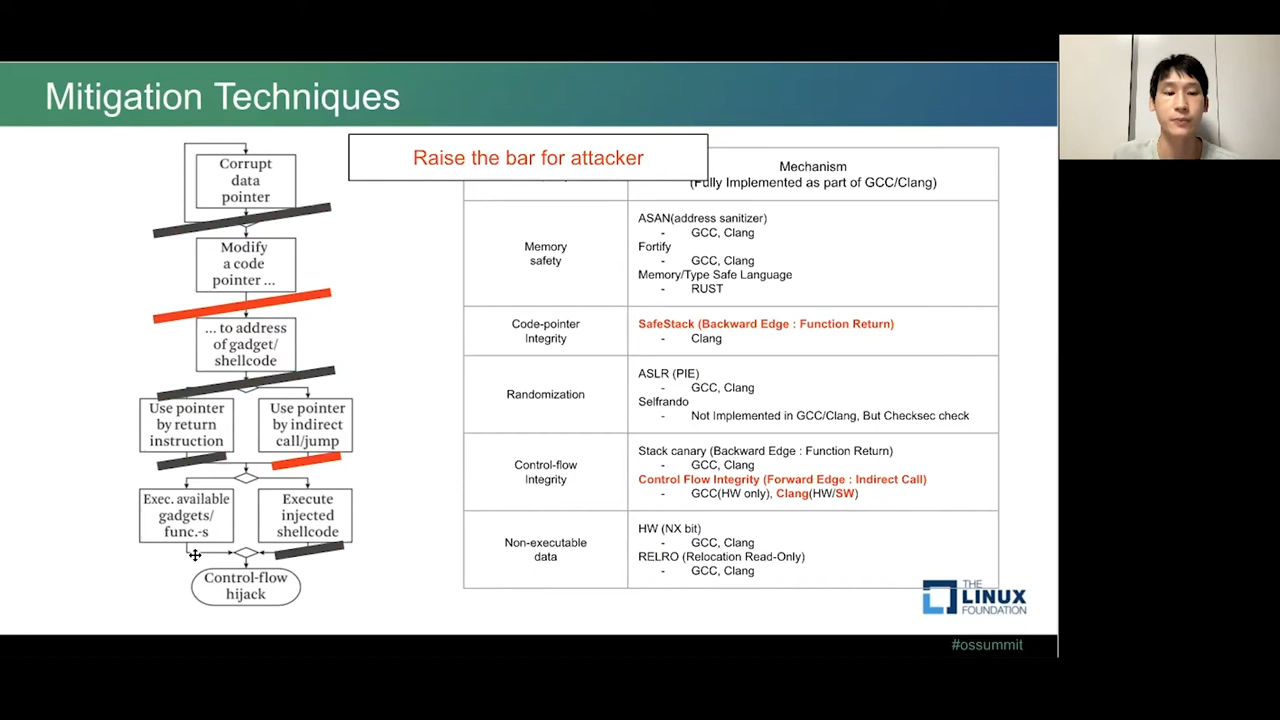 Mitigation Techniques
Raise the bar for attacker
Corrupt
data
pointer
Modify
a code
pointer ...
... to address
of gadget/
shellcode
Use pointer
by return
instruction
Use pointer
by indirect
call/jump
Exec. available
gadgets/
func.-s
Execute
injected
shellcode
Control-flow
hijack
Mechanism
(Fully Implemented as part of GCC/Clang)
Memory
safety
ASAN(address sanitizer)
- GCC, Clang
Fortify
- GCC, Clang
Memory/Type Safe Language
- RUST
Code-pointer
Integrity
SafeStack (Backward Edge : Function Return)
- Clang
Randomization
ASLR (PIE)
- GCC, Clang
Selfrando
- Not Implemented in GCC/Clang, But Checksec check
Control-flow
Integrity
Stack canary (Backward Edge : Function Return)
- GCC, Clang
Control Flow Integrity (Forward Edge : Indirect Call)
- GCC(HW only), Clang(HW/SW)
Non-executable
data
HW (NX bit)
- GCC, Clang
RELRO (Relocation Read-Only)
- GCC, Clang
THE
LINUX
FOUNDATION
#ossummit